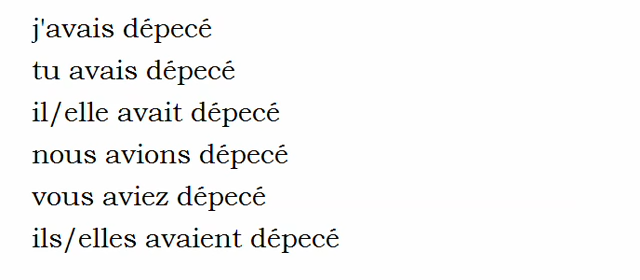 j'avais dépecé
tu avais dépecé
il/elle avait dépecé
nous avions dépecé
vous aviez dépecé
ils/elles avaient dépecé